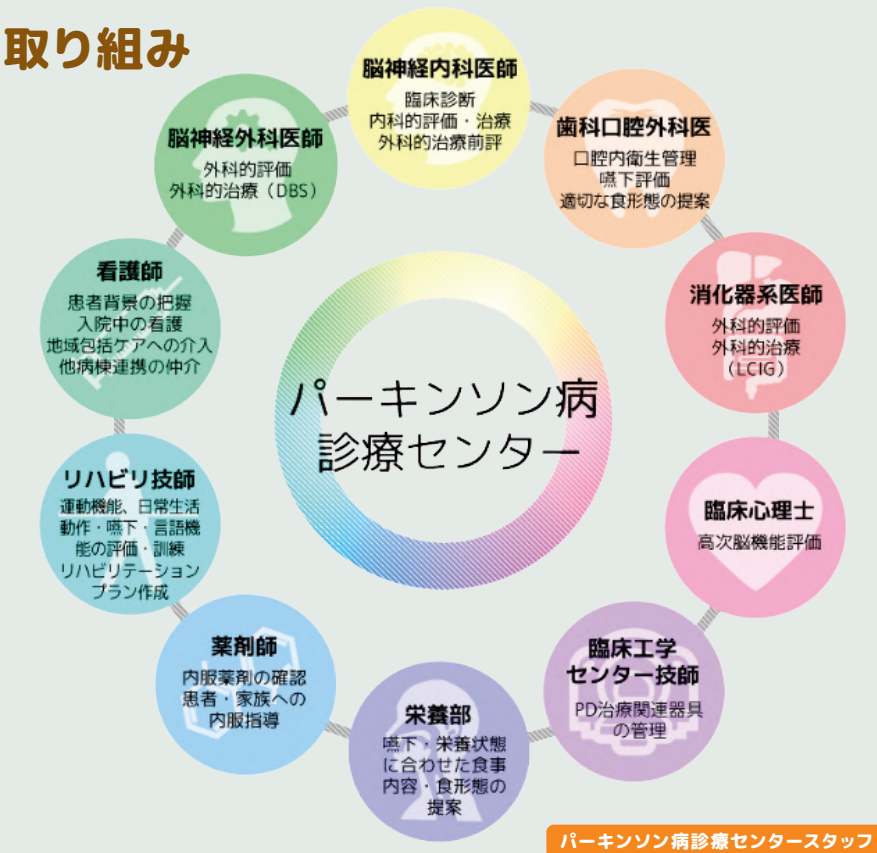 取り組み
脳神経内科医師
臨床診断
内科的評価・治療
外科的治療前評
歯科口腔外科医
口腔内衛生管理
嚥下評価
適切な食形態の提案
消化器系医師
外科的評価
外科的治療
(LCIG)
臨床心理士
高次脳機能評価
臨床工学
センター技師
PD治療関連器具
の管理
栄養部
嚥下・栄養状態
に合わせた食事
内容・食形態の
提案
薬剤師
内服薬剤の確認
患者・家族への
内服指導
リハビリ技師
運動機能、日常生活
動作・嚥下・言語機
能の評価・訓練
リハビリテーション
プラン作成
看護師
患者背景の把握
入院中の看護
地域包括ケアへの介入
他病棟連携の仲介
脳神経外科医師
外科的評価
外科的治療（DBS）
パーキンソン病
診療センター
パーキンソン病診療センタースタッフ